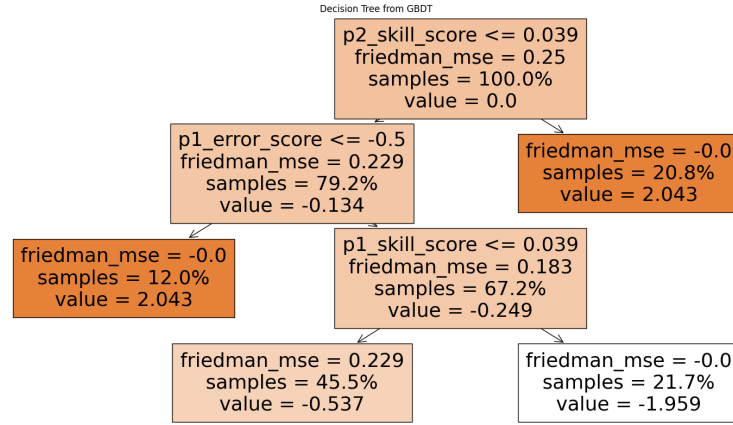 Decision Tree from GBDT
p2_skill_score <= 0.039
friedman_mse = 0.25
samples = 100.0%
value = 0.0
p1_error_score <= -0.5
friedman_mse = 0.229
samples = 79.2%
value = -0.134
friedman_mse = -0.0
samples = 20.8%
value = 2.043
friedman_mse = -0.0
samples = 12.0%
value = 2.043
p1_skill_score <= 0.039
friedman_mse = 0.183
samples = 67.2%
value = -0.249
friedman_mse = 0.229
samples = 45.5%
value = -0.537
friedman_mse = -0.0
samples = 21.7%
value = -1.959